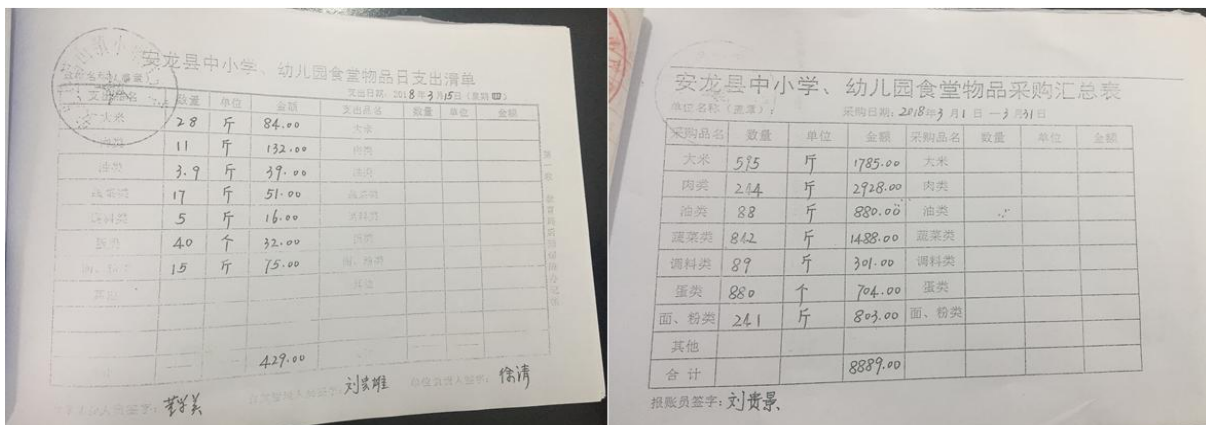 安龙县中小学、幼儿园食堂物品日支出清单
支出日期: 2018年3月15日(星期四)
支出品名 数量 单位 金额 支出品名 数量 单位 金额
大米 28 斤 84.00 大米
肉类 11 斤 132.00 肉类
油类 3.9 斤 39.00 油类
蔬菜类 17 斤 51.00 蔬菜类
调料类 5 斤 16.00 调料类
蛋类 40 个 32.00 蛋类
面、粉类 15 斤 75.00 面、粉类
其他 其他
429.00
单位负责人签字: 徐清
安龙县中小学、幼儿园食堂物品采购汇总表
单位名称(盖章): 采购日期: 2018年3月1日—3月31日
采购品名 数量 单位 金额 采购品名 数量 单位 金额
大米 595 斤 1785.00 大米
肉类 244 斤 2928.00 肉类
油类 88 斤 880.00 油类
蔬菜类 842 斤 1488.00 蔬菜类
调料类 89 斤 301.00 调料类
蛋类 880 个 704.00 蛋类
面、粉类 241 斤 803.00 面、粉类
其他
合计 8889.00
报账员签字: 刘贵景